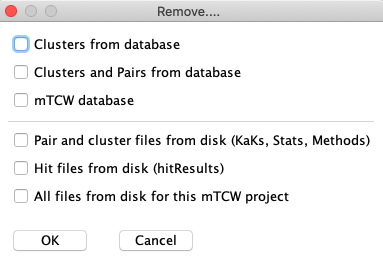 Remove....
Clusters from database
Clusters and Pairs from database
mTCW database
Pair and cluster files from disk (KaKs, Stats, Methods)
Hit files from disk (hitResults)
All files from disk for this mTCW project
OK
Cancel